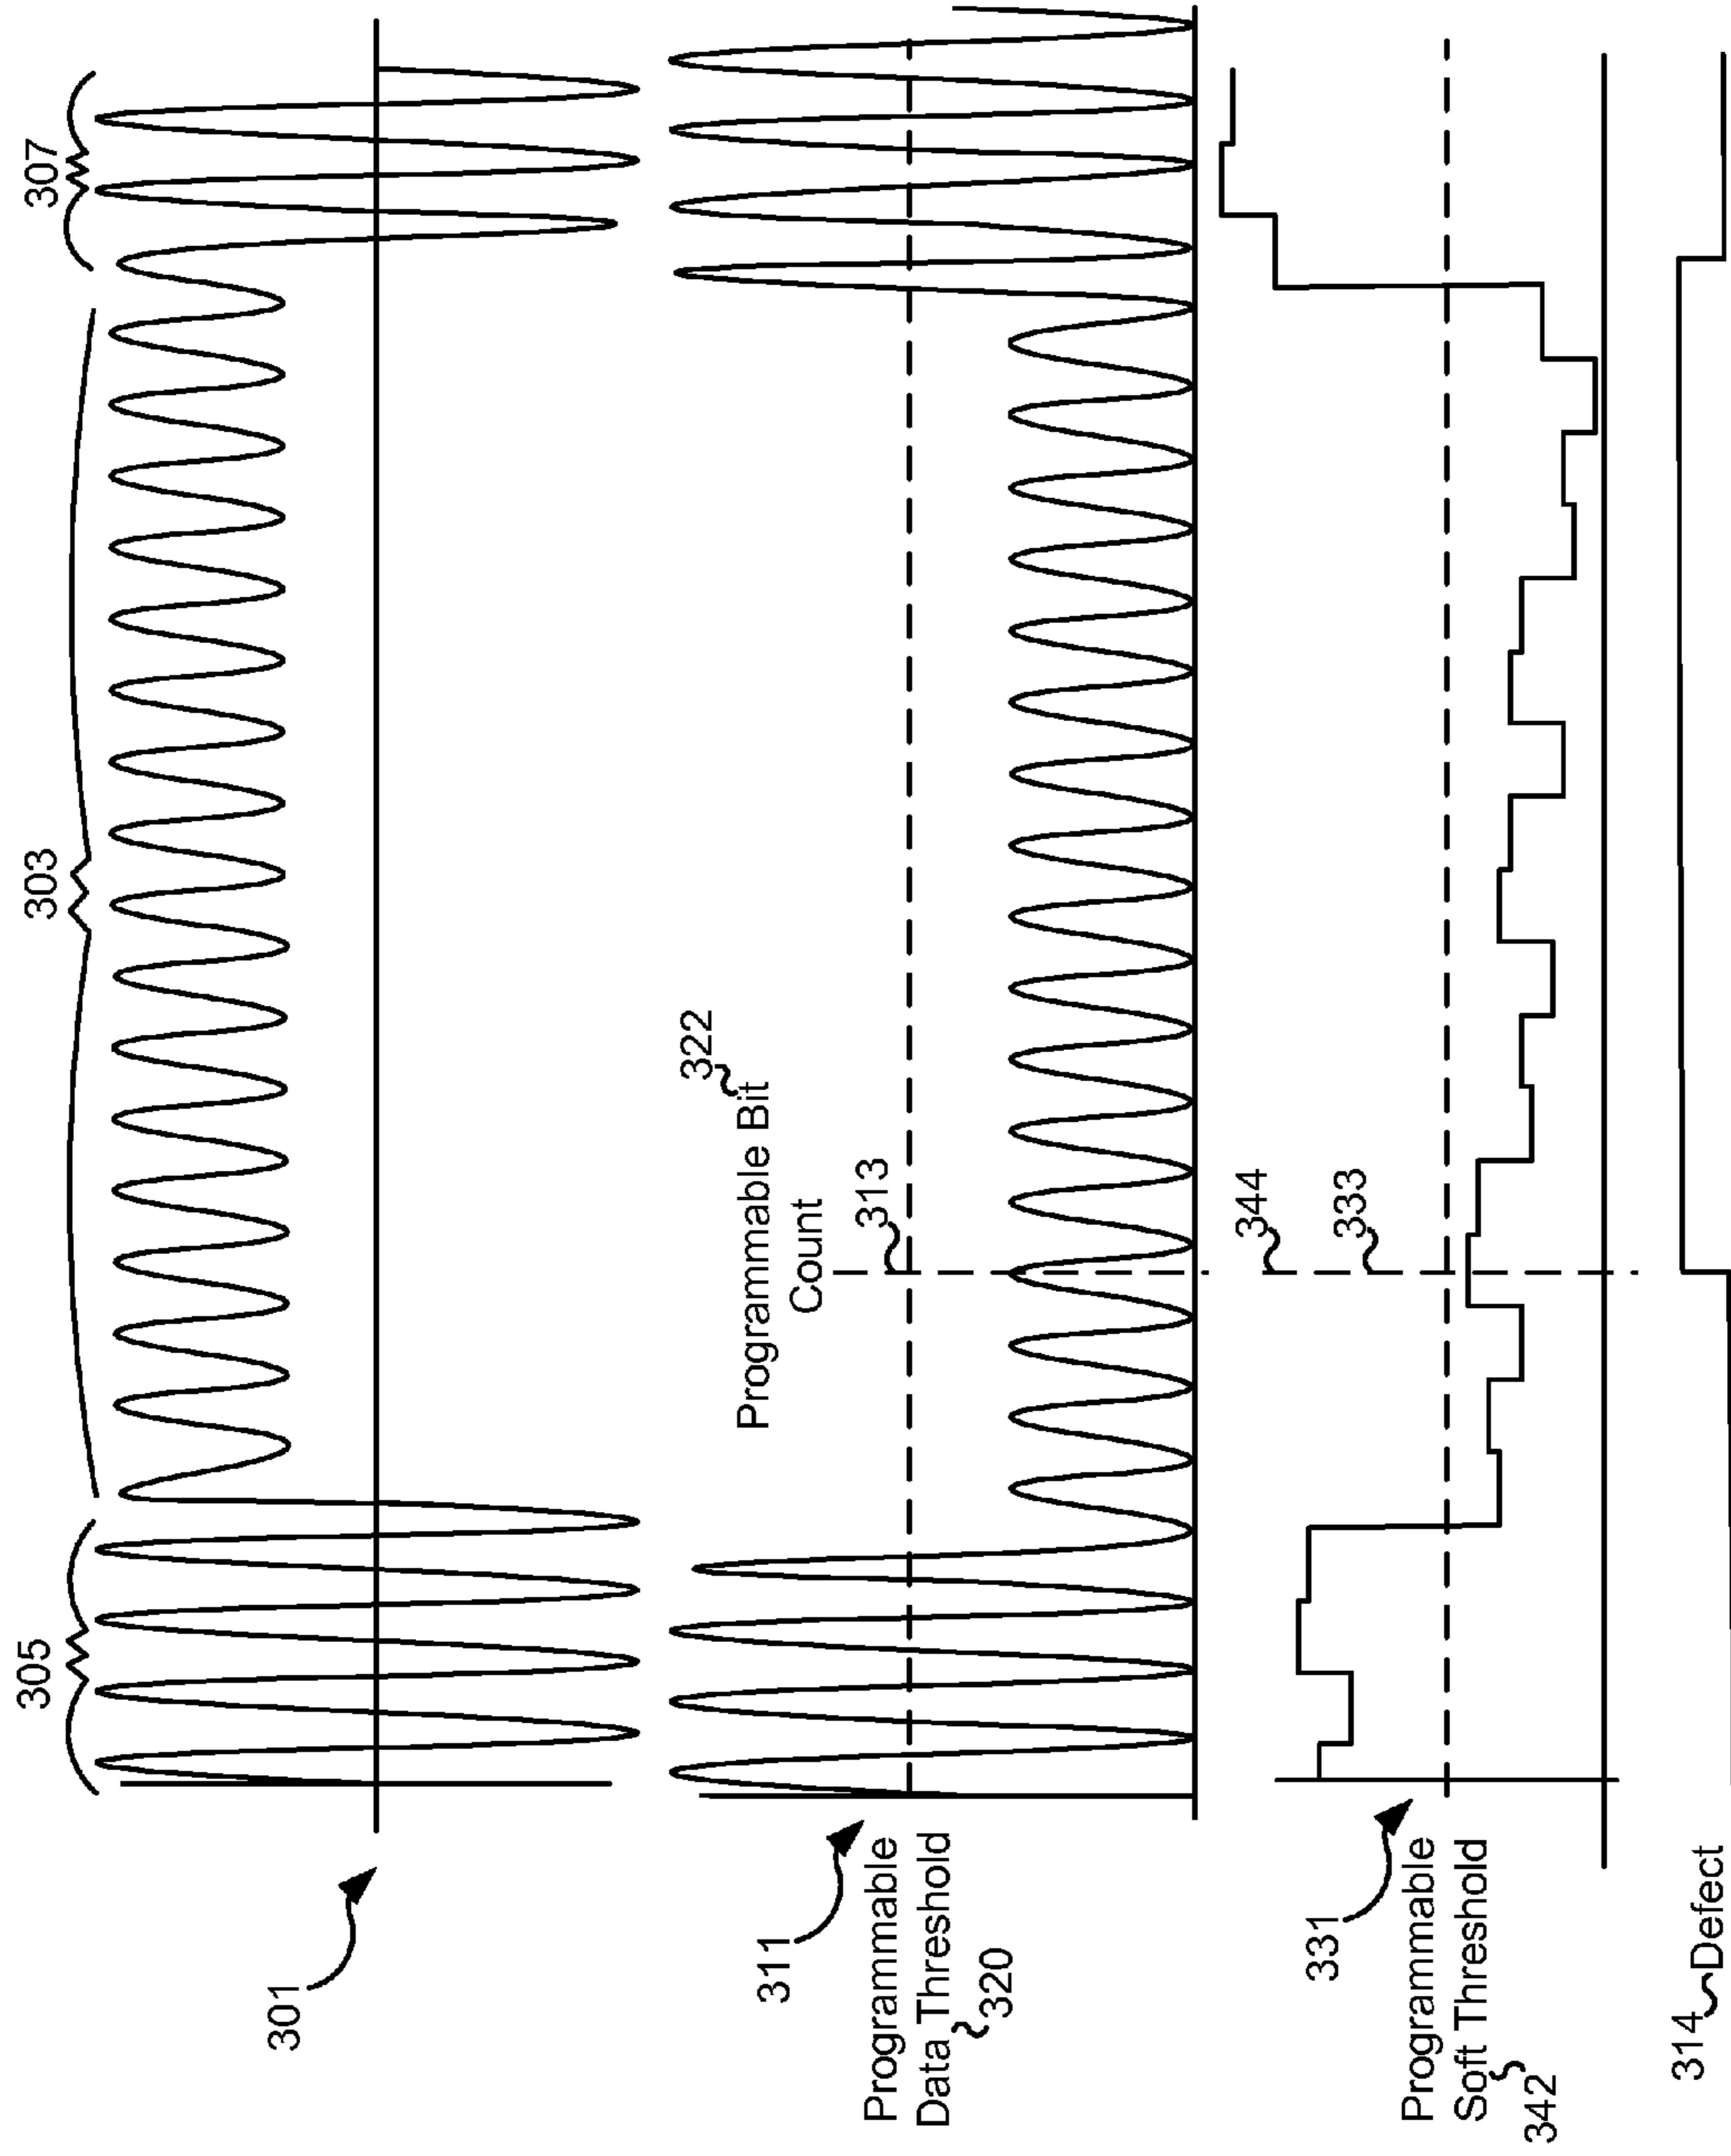 305
303
307
301
Programmable Bit
Count
322
313
311
Programmable
Data Threshold
320
344
333
331
Programmable
Soft Threshold
342
314
Defect